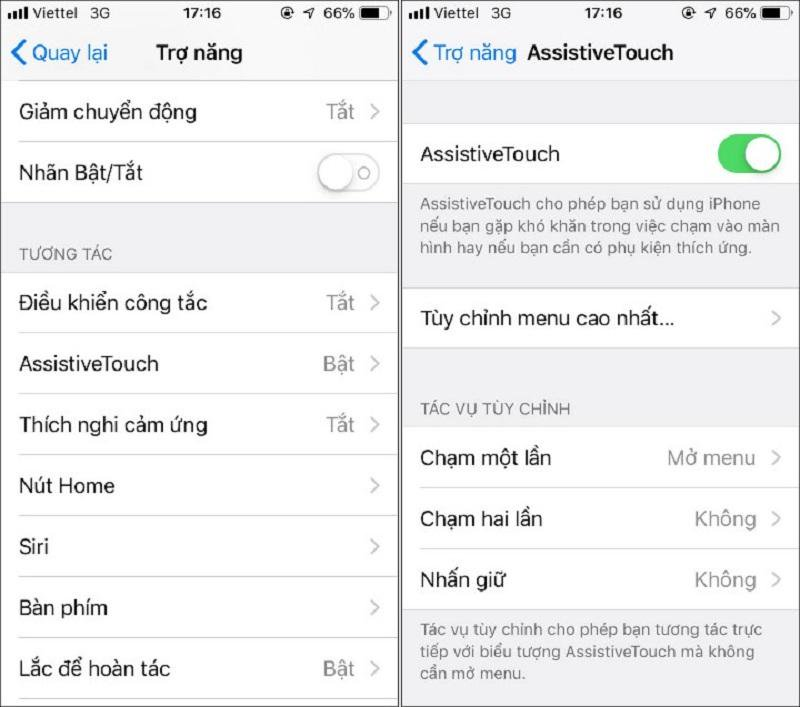 Viettel 3G 17:16 66%
Quay lại Trợ năng
Giảm chuyển động Tắt
Nhãn Bật/Tắt
TƯƠNG TÁC
Điều khiển công tắc Tắt
AssistiveTouch Bật
Thích nghi cảm ứng Tắt
Nút Home
Siri
Bàn phím
Lắc để hoàn tác Bật
Viettel 3G 17:16 66%
Trợ năng AssistiveTouch
AssistiveTouch
AssistiveTouch cho phép bạn sử dụng iPhone
nếu bạn gặp khó khăn trong việc chạm vào màn
hình hay nếu bạn cần có phụ kiện thích ứng.
Tùy chỉnh menu cao nhất...
TÁC VỤ TÙY CHỈNH
Chạm một lần Mở menu
Chạm hai lần Không
Nhấn giữ Không
Tác vụ tùy chỉnh cho phép bạn tương tác trực
tiếp với biểu tượng AssistiveTouch mà không
cần mở menu.